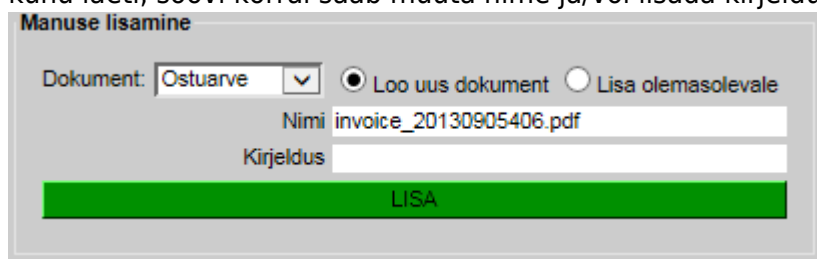 Manuse lisamine
Dokument: Ostuarve Loo uus dokument Lisa olemasolevale
Nimi invoice_20130905406.pdf
Kirjeldus
LISA